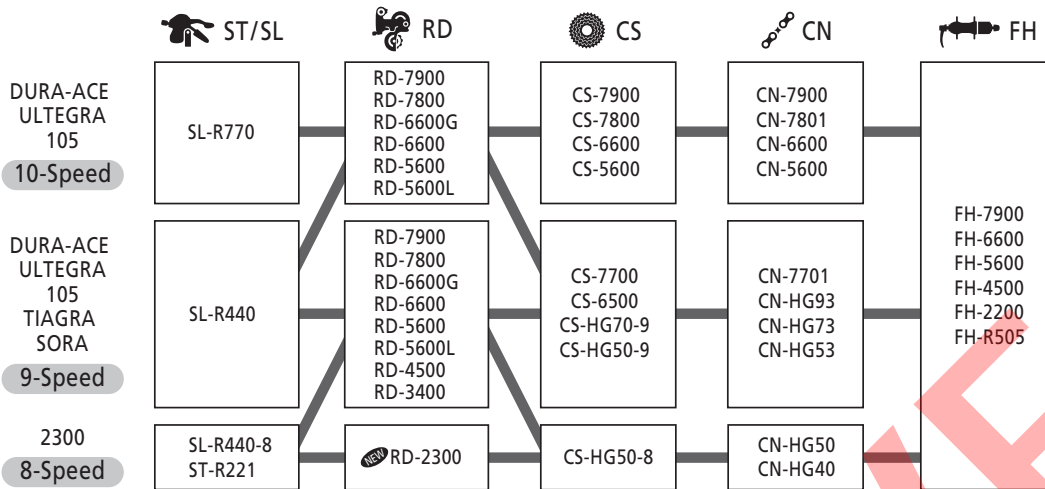 ST/SL
RD
CS
CN
FH
DURA-ACE
ULTEGRA
105
10-Speed
SL-R770
RD-7900
RD-7800
RD-6600G
RD-6600
RD-5600
RD-5600L
CS-7900
CS-7800
CS-6600
CS-5600
CN-7900
CN-7801
CN-6600
CN-5600
FH-7900
FH-6600
FH-5600
FH-4500
FH-2200
FH-R505
DURA-ACE
ULTEGRA
105
TIAGRA
SORA
9-Speed
SL-R440
RD-7900
RD-7800
RD-6600G
RD-6600
RD-5600
RD-5600L
RD-4500
RD-3400
CS-7700
CS-6500
CS-HG70-9
CS-HG50-9
CN-7701
CN-HG93
CN-HG73
CN-HG53
2300
8-Speed
SL-R440-8
ST-R221
NEW RD-2300
CS-HG50-8
CN-HG50
CN-HG40